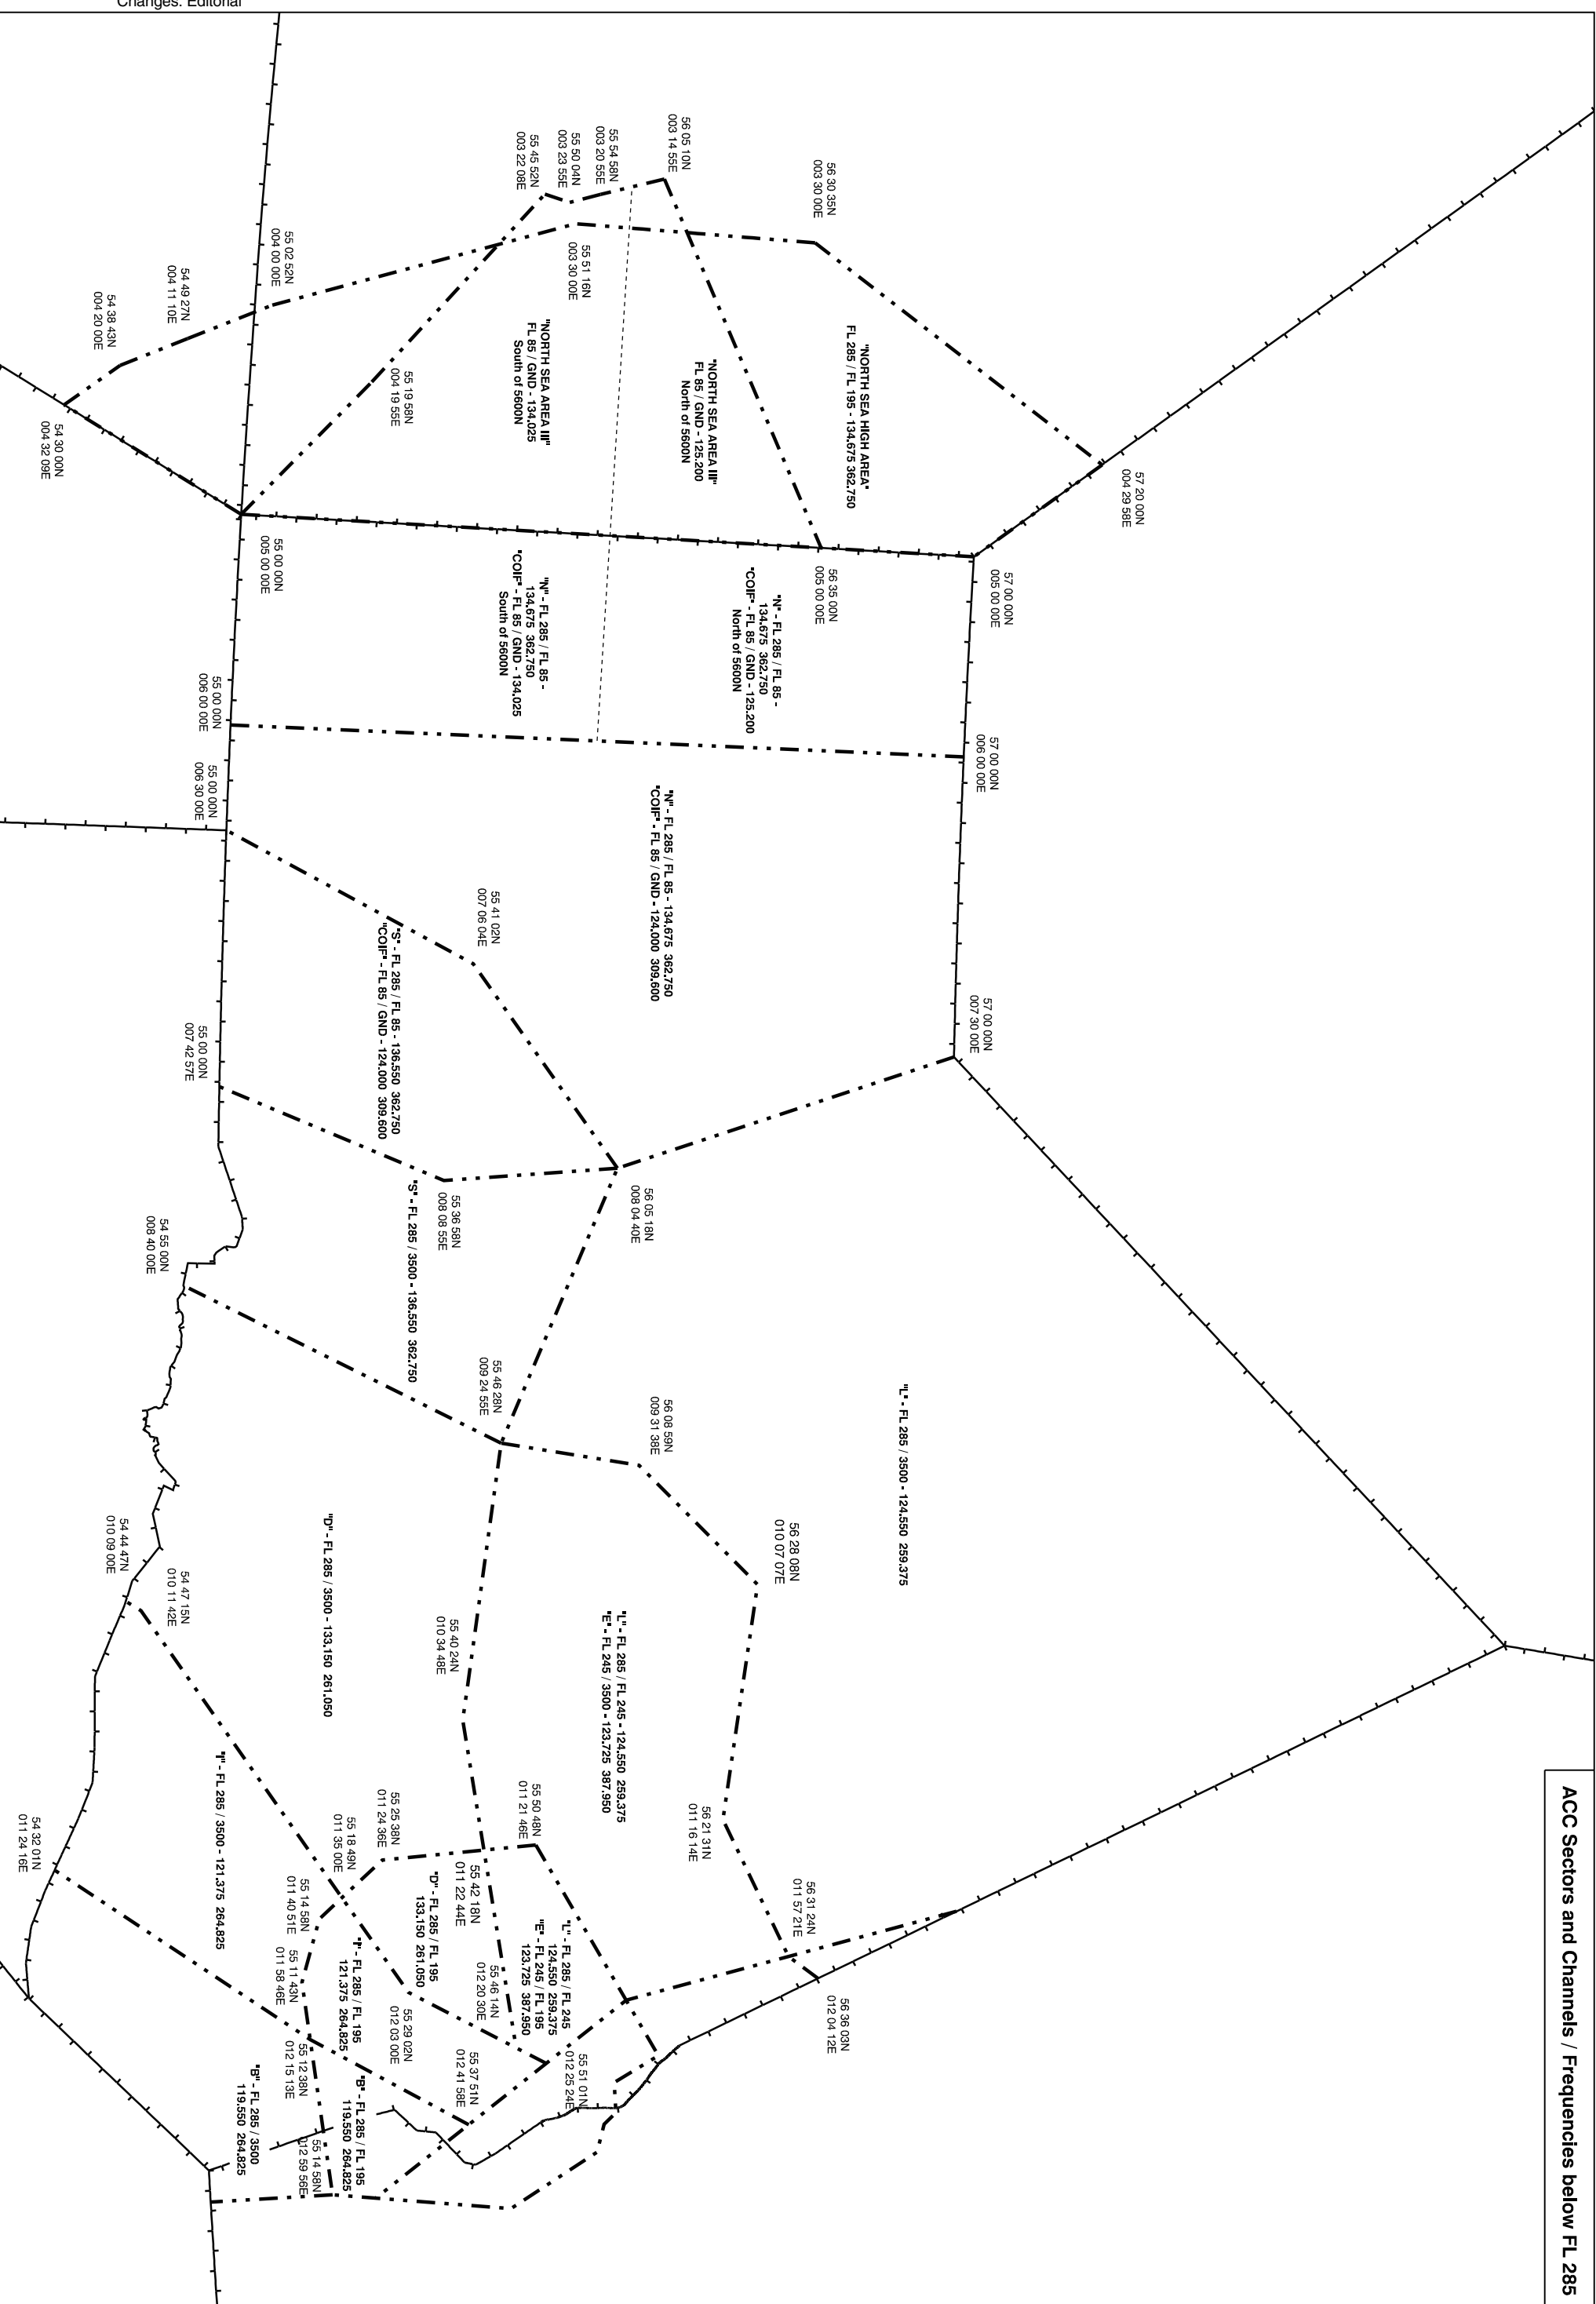 Changes: Editorial
ACC Sectors and Channels / Frequencies below FL 285
57 20 00N
004 29 58E
56 30 35N
003 30 00E
56 05 10N
003 14 55E
55 54 58N
003 20 55E
55 50 04N
003 23 55E
55 45 52N
003 22 08E
55 51 16N
003 30 00E
55 02 52N
004 00 00E
54 49 27N
004 11 10E
54 38 43N
004 20 00E
54 30 00N
004 32 09E
55 19 58N
004 19 55E
"NORTH SEA HIGH AREA"
FL 285 / FL 195 - 134.675 362.750
"NORTH SEA AREA III"
FL 85 / GND - 125.200
North of 5600N
"NORTH SEA AREA III"
FL 85 / GND - 134.025
South of 5600N
57 00 00N
005 00 00E
56 35 00N
005 00 00E
55 00 00N
005 00 00E
"N" - FL 285 / FL 85 -
134.675 362.750
"COIF" - FL 85 / GND - 125.200
North of 5600N
"N" - FL 285 / FL 85 -
134.675 362.750
"COIF" - FL 85 / GND - 134.025
South of 5600N
57 00 00N
006 00 00E
55 00 00N
006 00 00E
55 00 00N
006 30 00E
"N" - FL 285 / FL 85 - 134.675 362.750
"COIF" - FL 85 / GND - 124.000 309.600
55 41 02N
007 06 04E
"S" - FL 285 / FL 85 - 136.550 362.750
"COIF" - FL 85 / GND - 124.000 309.600
57 00 00N
007 30 00E
55 00 00N
007 42 57E
56 05 18N
008 04 40E
55 36 58N
008 08 55E
"S" - FL 285 / 3500 - 136.550 362.750
54 55 00N
008 40 00E
55 46 28N
009 24 55E
56 08 59N
009 31 38E
"L" - FL 285 / 3500 - 124.550 259.375
56 28 08N
010 07 07E
"L" - FL 285 / FL 245 - 124.550 259.375
"E" - FL 245 / 3500 - 123.725 387.950
55 40 24N
010 34 48E
"D" - FL 285 / 3500 - 133.150 261.050
54 47 15N
010 11 42E
54 44 47N
010 09 00E
56 21 31N
011 16 14E
55 50 48N
011 21 46E
55 42 18N
011 22 44E
55 25 38N
011 24 36E
55 18 49N
011 35 00E
55 14 58N
011 40 51E
55 11 43N
011 58 46E
"I" - FL 285 / 3500 - 121.375 264.825
54 32 01N
011 24 16E
56 31 24N
011 57 21E
56 36 03N
012 04 12E
"L" - FL 285 / FL 245
124.550 259.375
"E" - FL 245 / FL 195
123.725 387.950
"D" - FL 285 / FL 195
133.150 261.050
"I" - FL 285 / FL 195
121.375 264.825
55 46 14N
012 20 30E
55 51 01N
012 25 24E
55 29 02N
012 03 00E
55 37 51N
012 41 58E
55 12 38N
012 15 13E
"B" - FL 285 / FL 195
119.550 264.825
"B" - FL 285 / 3500
119.550 264.825
55 14 58N
012 59 56E